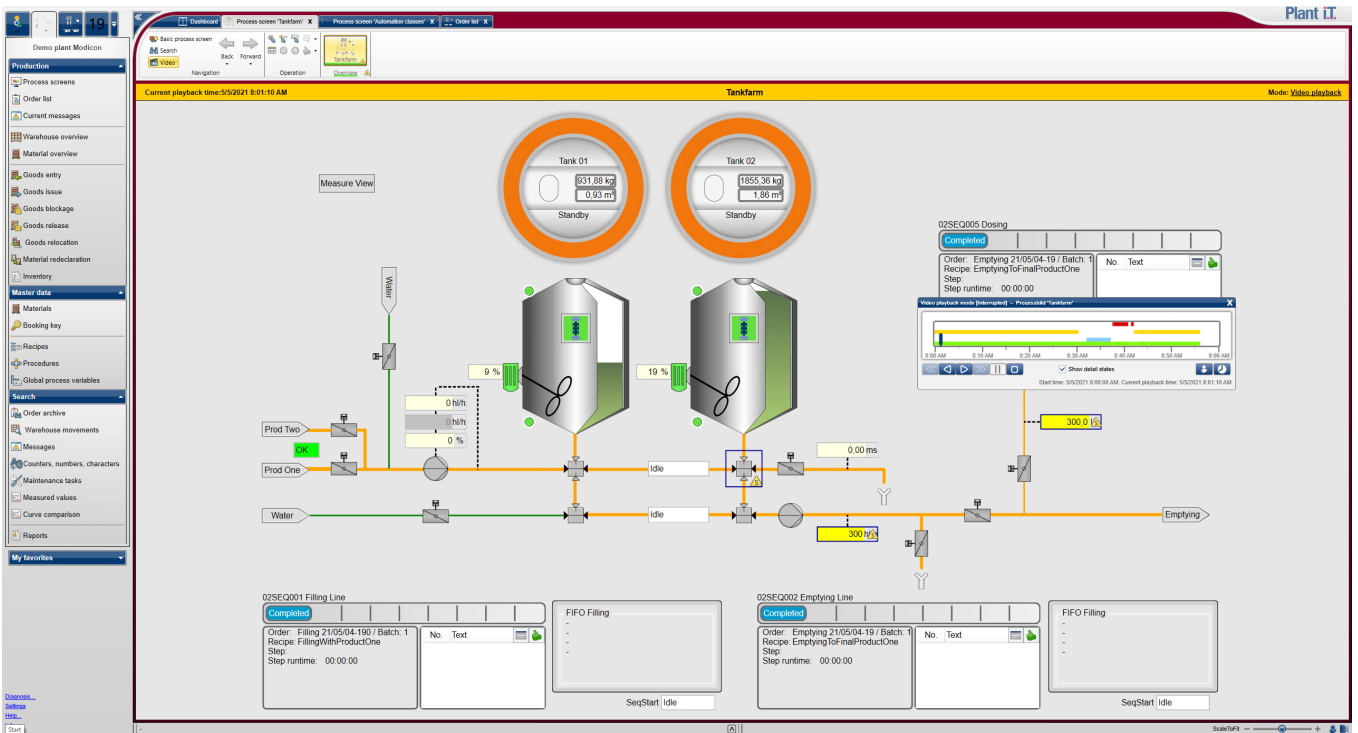 Plant i.T.
19
Dashboard
Process screen 'Tankfarm' X
Process screen 'Automation classes' X
Order list X
Demo plant Modicon
Basic process screen
Search
Video
Back
Forward
Navigation
Operation
Tankfarm
Overview
Production
Process screens
Order list
Current messages
Warehouse overview
Material overview
Goods entry
Goods issue
Goods blockage
Goods release
Goods relocation
Material redeclaration
Inventory
Master data
Materials
Booking key
Recipes
Procedures
Global process variables
Search
Order archive
Warehouse movements
Messages
Counters, numbers, characters
Maintenance tasks
Measured values
Curve comparison
Reports
My favorites
Diagnosis...
Settings
Help...
Start
Current playback time:5/5/2021 8:01:10 AM
Tankfarm
Mode: Video playback
Measure View
Tank 01
931,88 kg
0,93 m³
Standby
Tank 02
1855,36 kg
1,86 m³
Standby
02SEQ005 Dosing
Completed
Order: Emptying 21/05/04-19 / Batch: 1
Recipe: EmptyingToFinalProductOne
Step:
Step runtime: 00:00:00
No. Text
Video playback mode [Interrupted] – Prozessbild 'Tankfarm' X
8:00 AM 8:10 AM 8:20 AM 8:30 AM 8:40 AM 8:50 AM 9:00 AM
Show detail states
Start time: 5/5/2021 8:00:00 AM, Current playback time: 5/5/2021 8:01:10 AM
Water
9 %
19 %
0 hl/h
hl/h
0 %
300,0
Prod Two
OK
Prod One
Idle
0,00 ms
Water
Idle
300
Emptying
02SEQ001 Filling Line
Completed
Order: Filling 21/05/04-190 / Batch: 1
Recipe: FillingWithProductOne
Step:
Step runtime: 00:00:00
No. Text
FIFO Filling
-
-
-
-
SeqStart Idle
02SEQ002 Emptying Line
Completed
Order: Emptying 21/05/04-19 / Batch: 1
Recipe: EmptyingToFinalProductOne
Step:
Step runtime: 00:00:00
No. Text
FIFO Filling
-
-
-
-
SeqStart Idle
ScaleToFit